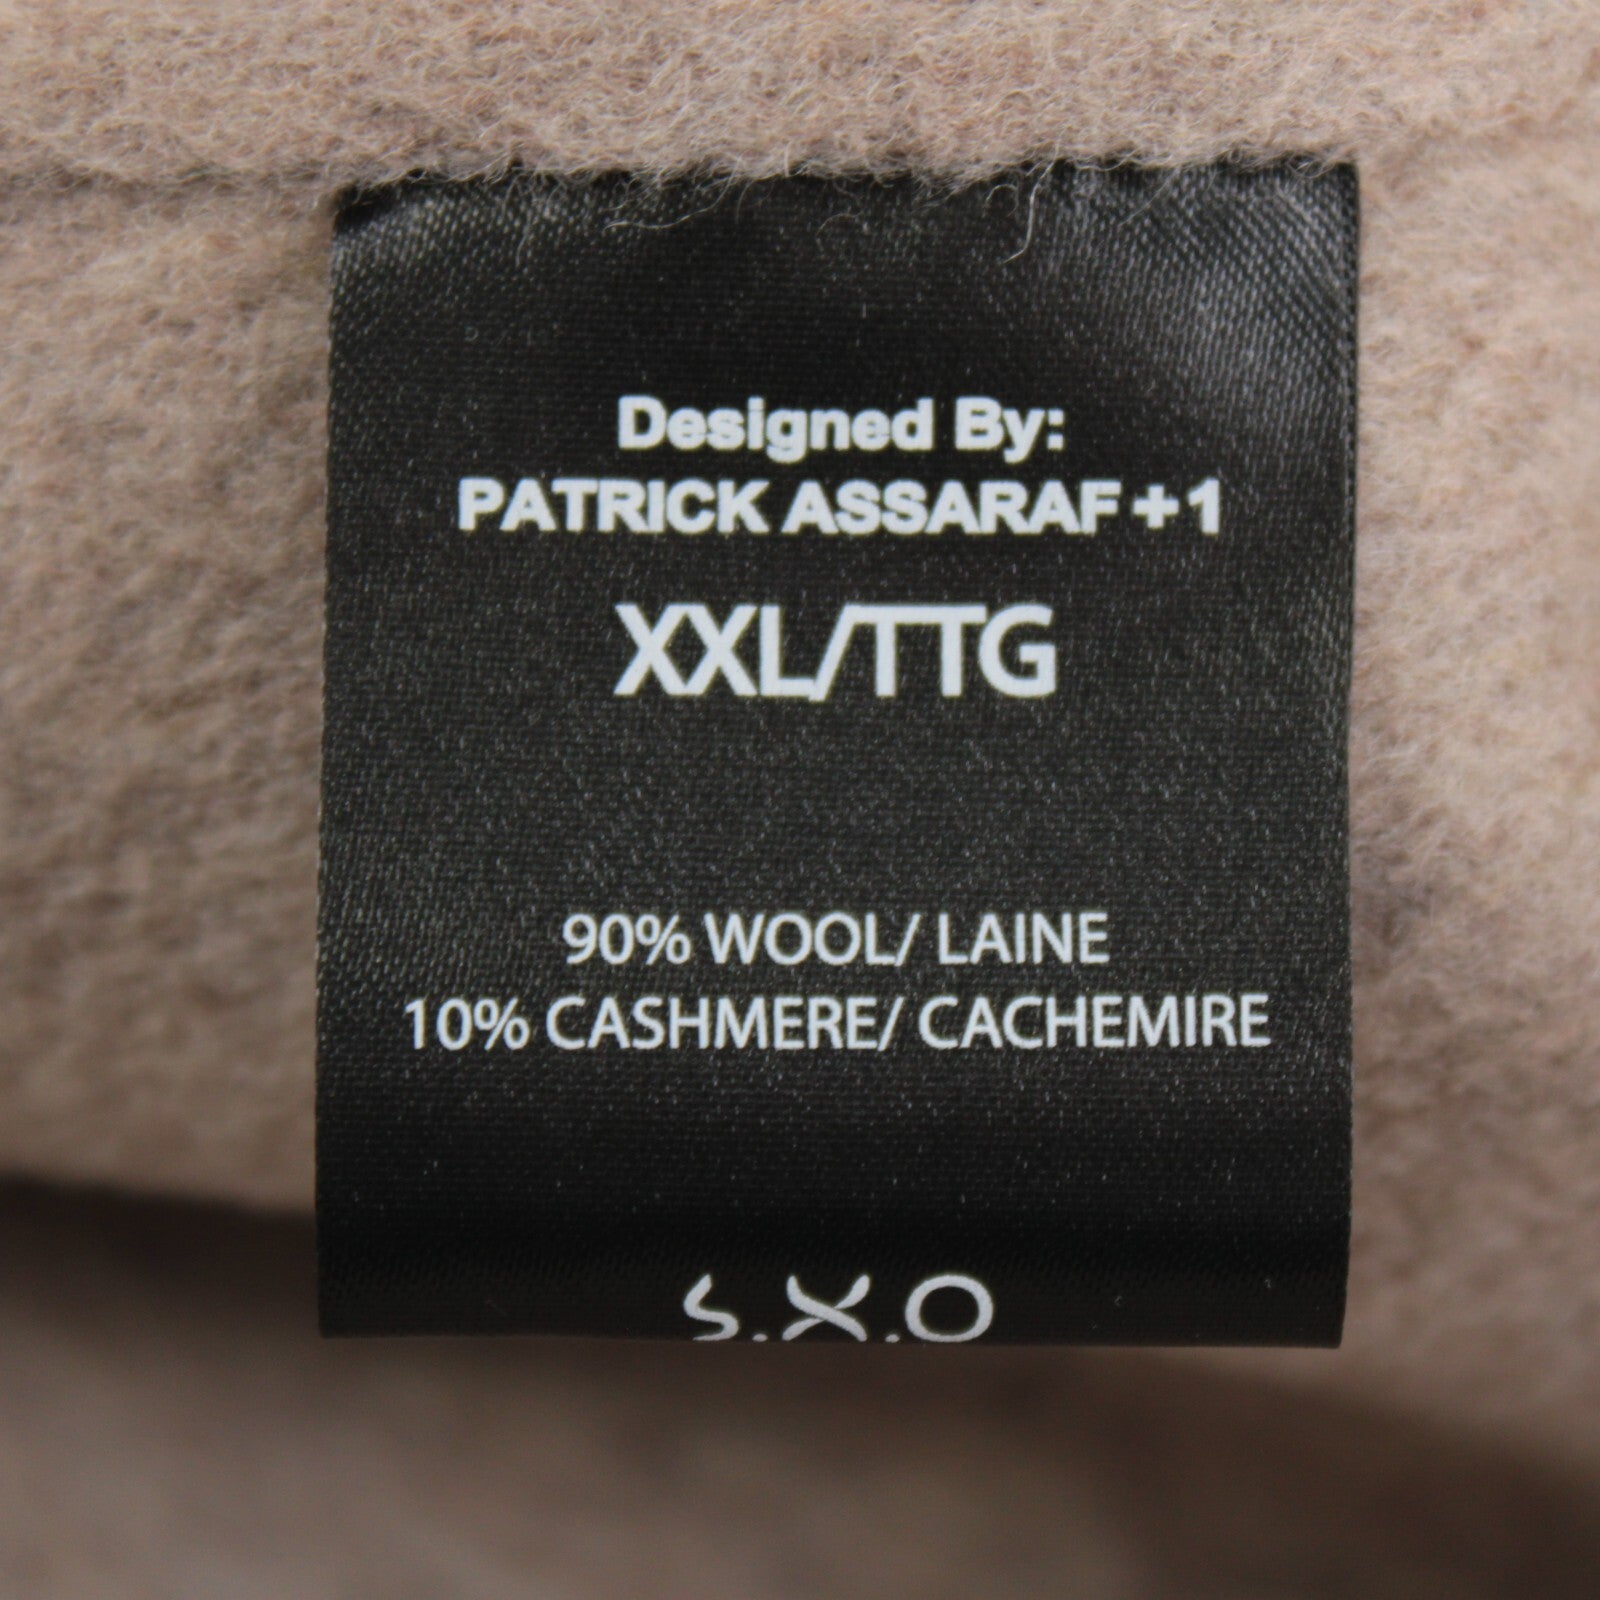 Designed By:
PATRICK ASSARAF + 1
XXL/TTG
90% WOOL/ LAINE
10% CASHMERE/ CACHEMIRE
S.X.O